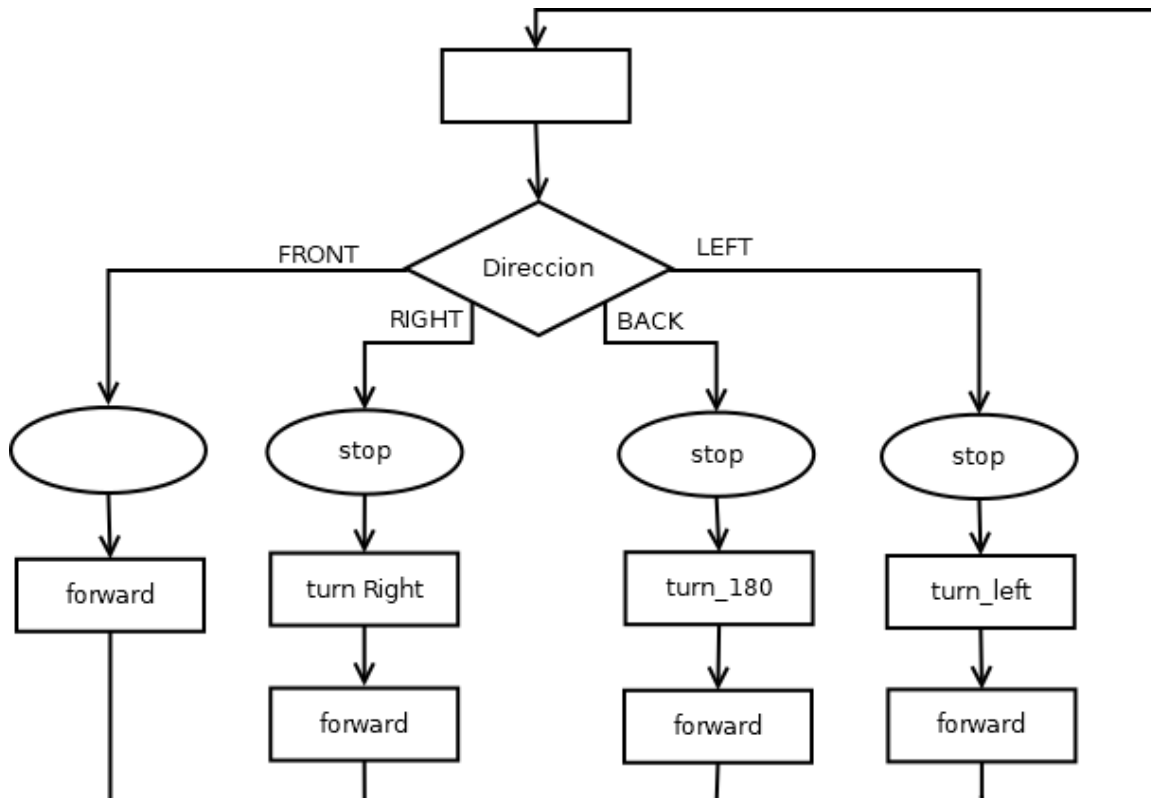 LEFT
FRONT
Direccion
RIGHT
BACK
stop
stop
stop
forward
turn Right
turn_180
turn_left
forward
forward
forward